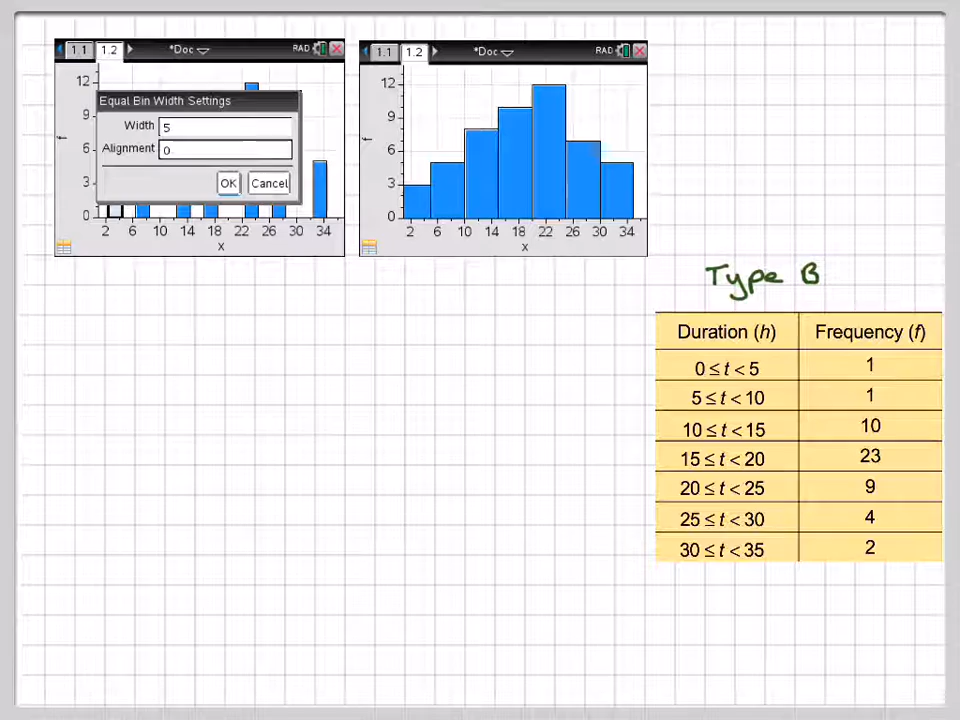 1.1 1.2 *Doc RAD
12
9
6
3
0
f
Equal Bin Width Settings
Width 5
Alignment 0
OK Cancel
2 6 10 14 18 22 26 30 34
x
1.1 1.2 *Doc RAD
12
9
6
3
0
f
2 6 10 14 18 22 26 30 34
x
Type B
Duration (h) Frequency (f)
0 ≤ t < 5 1
5 ≤ t < 10 1
10 ≤ t < 15 10
15 ≤ t < 20 23
20 ≤ t < 25 9
25 ≤ t < 30 4
30 ≤ t < 35 2